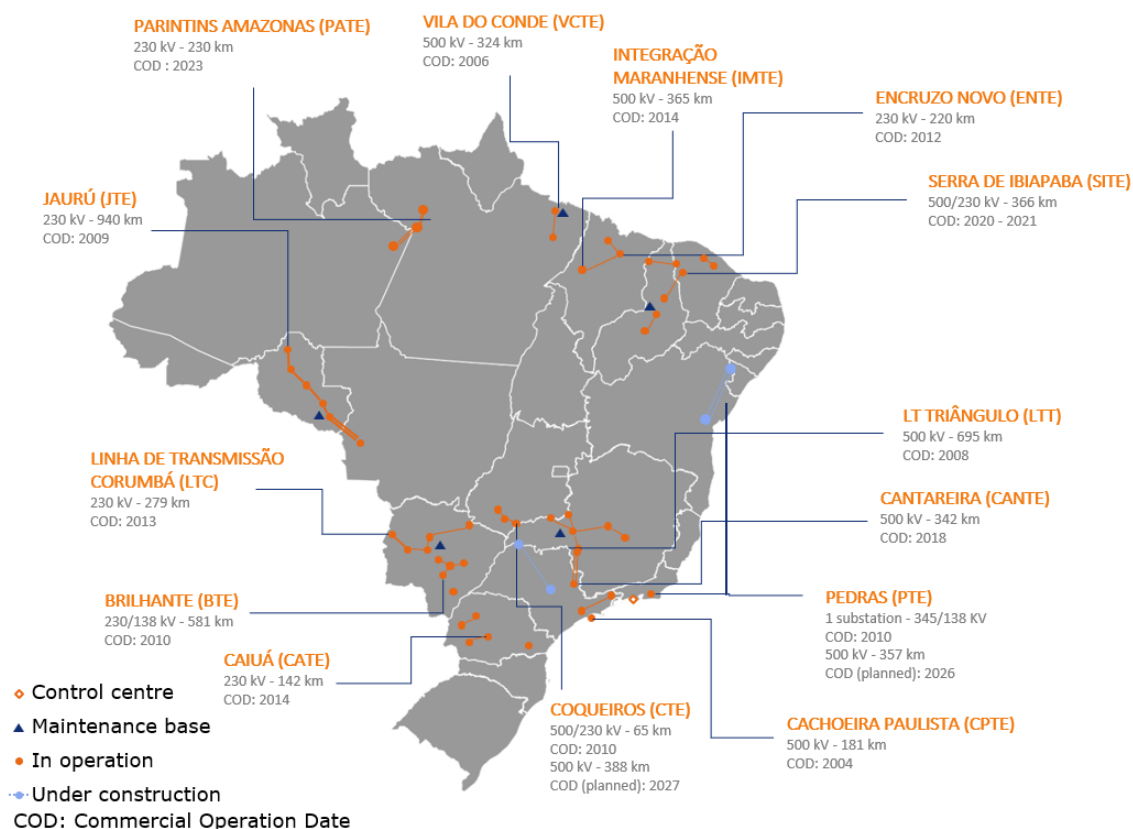 PARINTINS AMAZONAS (PATE)
230 kV - 230 km
COD : 2023
VILA DO CONDE (VCTE)
500 kV - 324 km
COD: 2006
INTEGRAÇÃO
MARANHENSE (IMTE)
500 kV - 365 km
COD: 2014
ENCRUZO NOVO (ENTE)
230 kV - 220 km
COD: 2012
SERRA DE IBIAPABA (SITE)
500/230 kV - 366 km
COD: 2020 - 2021
JAURÚ (JTE)
230 kV - 940 km
COD: 2009
LT TRIÂNGULO (LTT)
500 kV - 695 km
COD: 2008
LINHA DE TRANSMISSÃO
CORUMBÁ (LTC)
230 kV - 279 km
COD: 2013
CANTAREIRA (CANTE)
500 kV - 342 km
COD: 2018
BRILHANTE (BTE)
230/138 kV - 581 km
COD: 2010
PEDRAS (PTE)
1 substation - 345/138 KV
COD: 2010
500 kV - 357 km
COD (planned): 2026
CAIUÁ (CATE)
230 kV - 142 km
COD: 2014
COQUEIROS (CTE)
500/230 kV - 65 km
COD: 2010
500 kV - 388 km
COD (planned): 2027
CACHOEIRA PAULISTA (CPTE)
500 kV - 181 km
COD: 2004
Control centre
Maintenance base
In operation
Under construction
COD: Commercial Operation Date